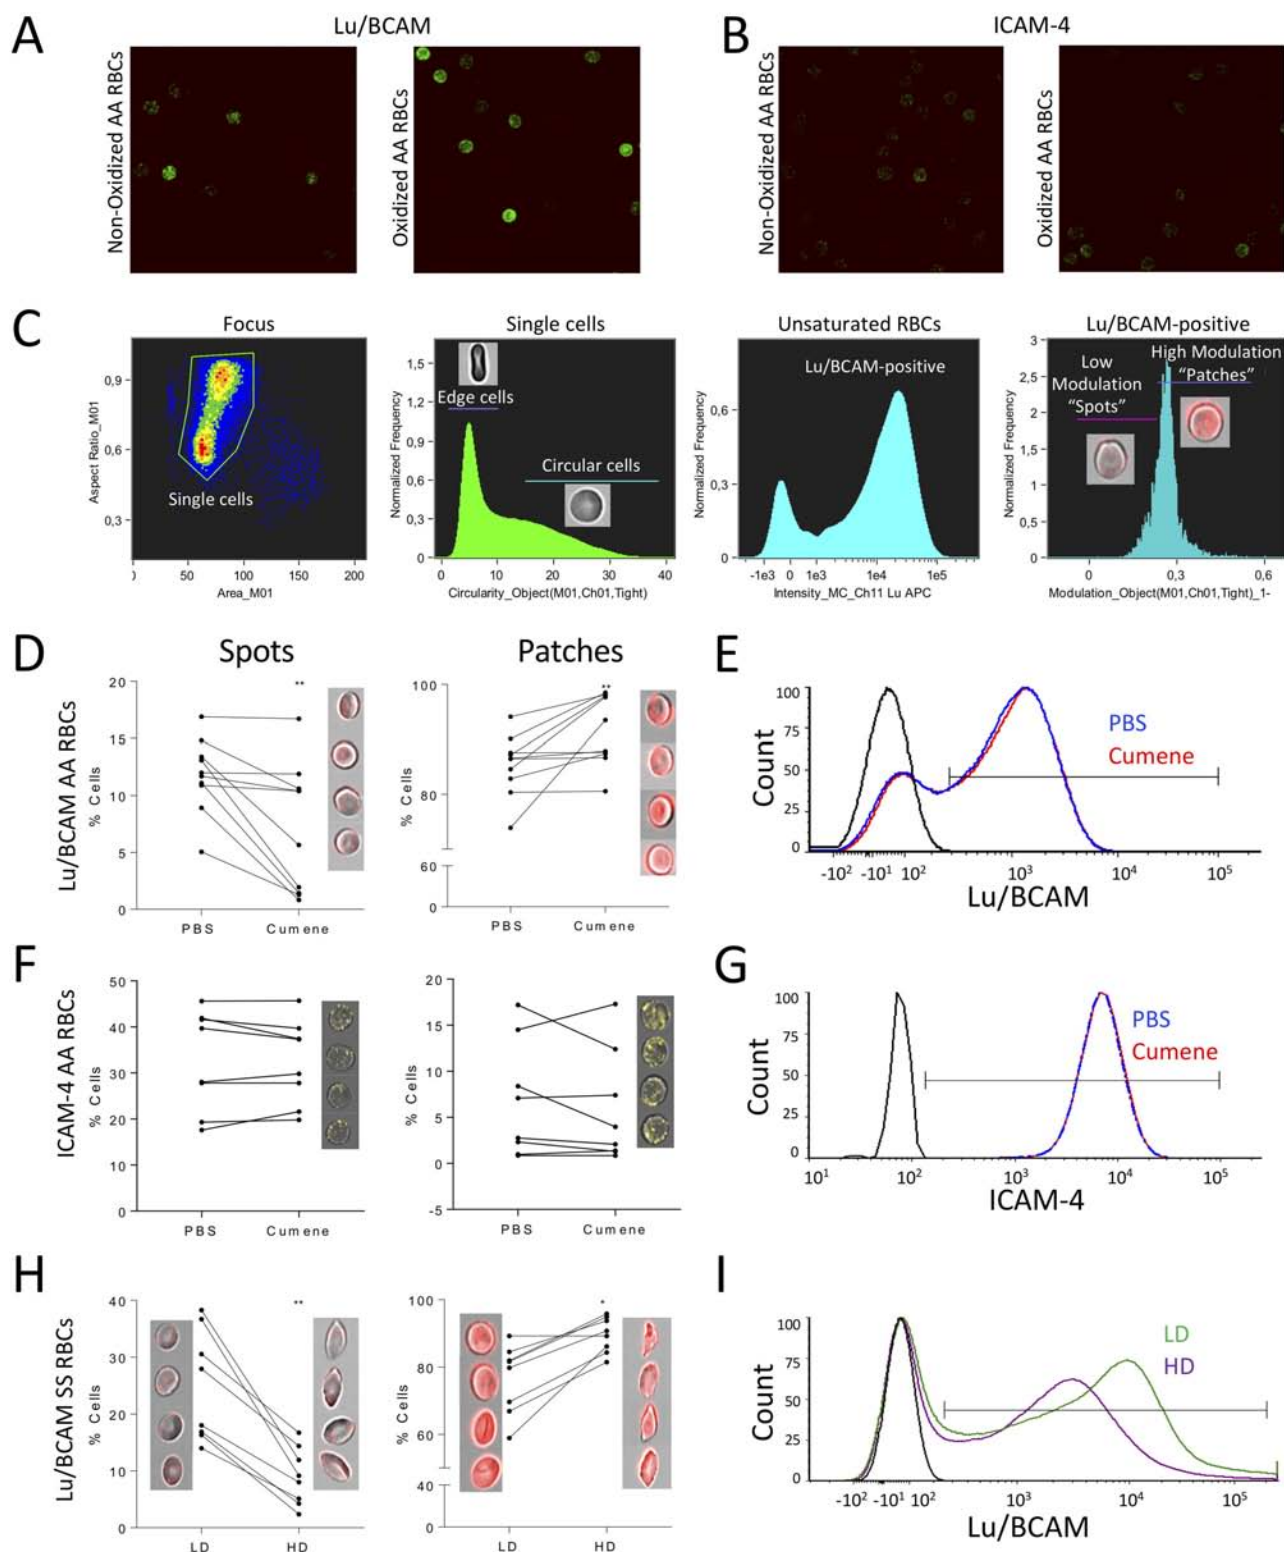 A
Lu/BCAM
Non-Oxidized AA RBCs
Oxidized AA RBCs
B
ICAM-4
Non-Oxidized AA RBCs
Oxidized AA RBCs
C
Focus
Aspect Ratio_M01
0,9
0,6
0,3
Single cells
0 50 100 150 200
Area_M01
Single cells
Normalized Frequency
1,5
1,2
0,9
0,6
0,3
0
Edge cells
Circular cells
0 10 20 30 40
Circularity_Object(M01,Ch01,Tight)
Unsaturated RBCs
Normalized Frequency
0,6
0,3
0
Lu/BCAM-positive
-1e3 0 1e3 1e4 1e5
Intensity_MC_Ch11 Lu APC
Lu/BCAM-positive
Normalized Frequency
3
2,5
2
1,5
1
0,5
0
Low
Modulation
"Spots"
High Modulation
"Patches"
0 0,3 0,6
Modulation_Object(M01,Ch01,Tight)_1-
D
Lu/BCAM AA RBCs
Spots
% Cells
20
15
10
5
0
**
PBS Cumene
Patches
% Cells
100
80
60
0
**
PBS Cumene
E
Count
100
75
50
25
0
PBS
Cumene
-10² -10¹ 10² 10³ 10⁴ 10⁵
Lu/BCAM
F
ICAM-4 AA RBCs
% Cells
50
40
30
20
10
0
PBS Cumene
% Cells
20
15
10
5
0
-5
PBS Cumene
G
Count
100
75
50
25
0
PBS
Cumene
10¹ 10² 10³ 10⁴ 10⁵
ICAM-4
H
Lu/BCAM SS RBCs
% Cells
40
30
20
10
0
**
LD HD
% Cells
100
80
60
40
0
*
LD HD
I
Count
100
75
50
25
0
LD
HD
-10² -10¹ 10² 10³ 10⁴ 10⁵
Lu/BCAM